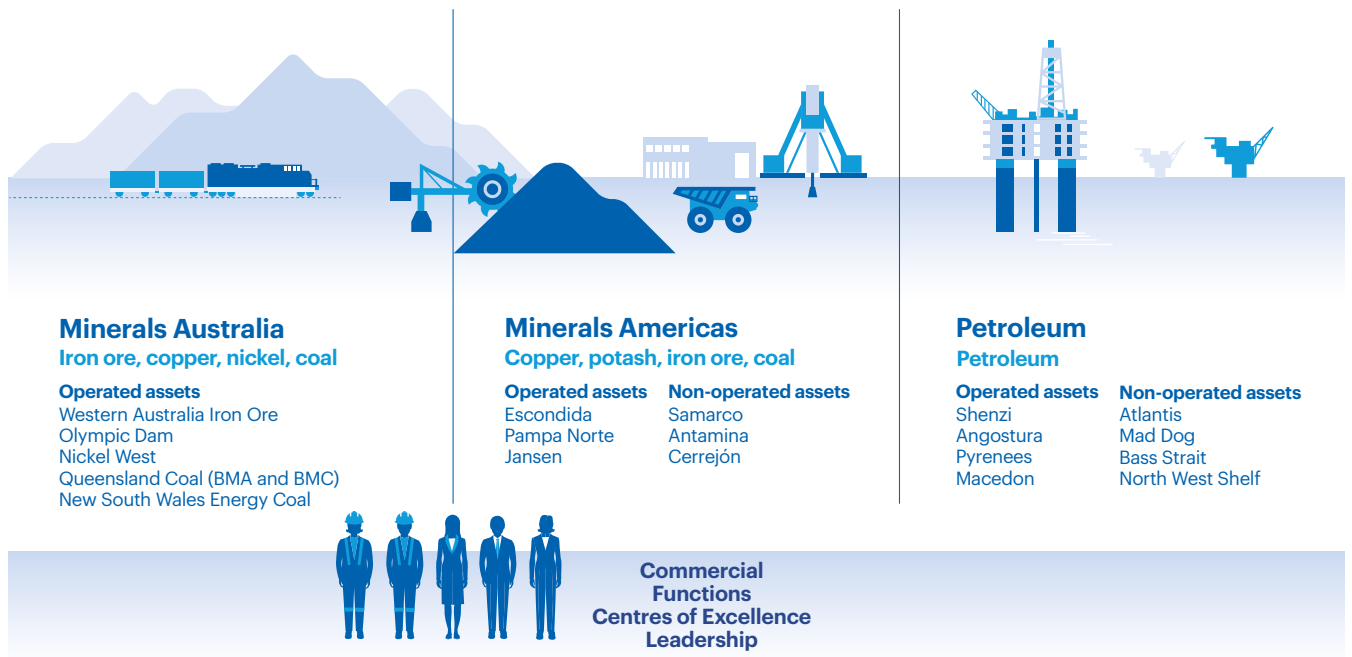 Minerals Australia
Iron ore, copper, nickel, coal
Operated assets
Western Australia Iron Ore
Olympic Dam
Nickel West
Queensland Coal (BMA and BMC)
New South Wales Energy Coal
Minerals Americas
Copper, potash, iron ore, coal
Operated assets
Escondida
Pampa Norte
Jansen
Non-operated assets
Samarco
Antamina
Cerrejón
Petroleum
Petroleum
Operated assets
Shenzi
Angostura
Pyrenees
Macedon
Non-operated assets
Atlantis
Mad Dog
Bass Strait
North West Shelf
Commercial
Functions
Centres of Excellence
Leadership